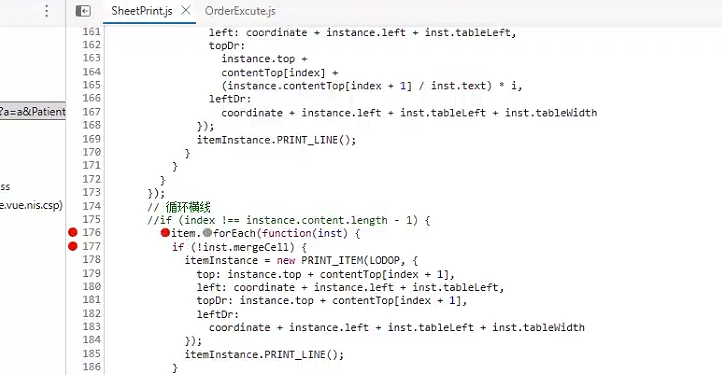 SheetPrint.js
OrderExcute.js
161 left: coordinate + instance.left + inst.tableLeft,
162 topDr:
163 instance.top +
164 contentTop[index] +
165 (instance.contentTop[index + 1] / inst.text) * i,
166 leftDr:
167 coordinate + instance.left + inst.tableLeft + inst.tableWidth
168 });
169 itemInstance.PRINT_LINE();
170 }
171 }
172 }
173 });
174 // 循环横线
175 //if (index !== instance.content.length - 1) {
176 item.forEach(function(inst) {
177 if (!inst.mergeCell) {
178 itemInstance = new PRINT_ITEM(LODOP, {
179 top: instance.top + contentTop[index + 1],
180 left: coordinate + instance.left + inst.tableLeft,
181 topDr: instance.top + contentTop[index + 1],
182 leftDr:
183 coordinate + instance.left + inst.tableLeft + inst.tableWidth
184 });
185 itemInstance.PRINT_LINE();
186 }
?a=a&Patient
ss
e.vue.nis.csp)